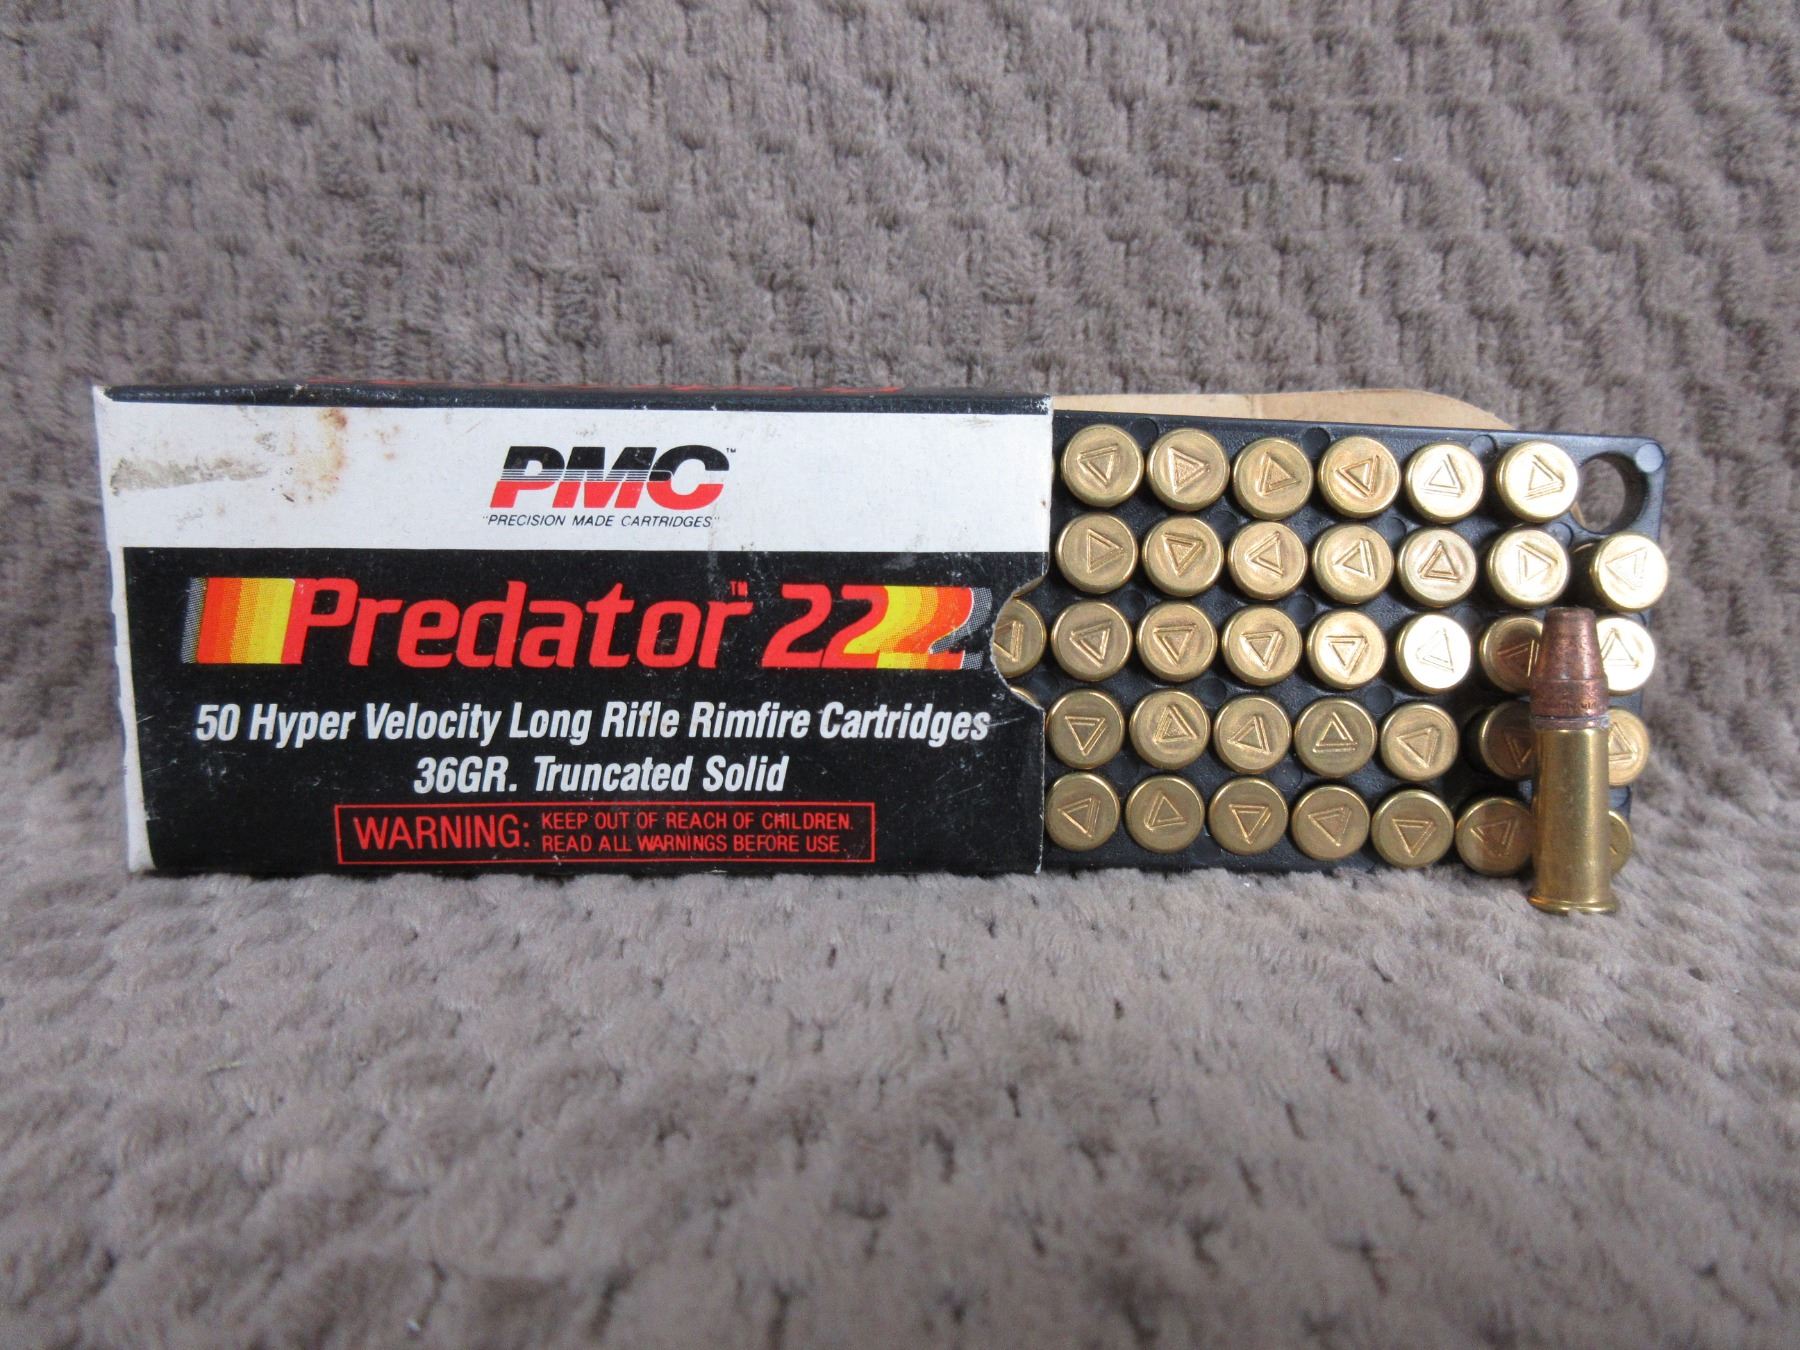 PMC™
"PRECISION MADE CARTRIDGES"
Predator™ 22
50 Hyper Velocity Long Rifle Rimfire Cartridges
36GR. Truncated Solid
WARNING: KEEP OUT OF REACH OF CHILDREN.
READ ALL WARNINGS BEFORE USE.